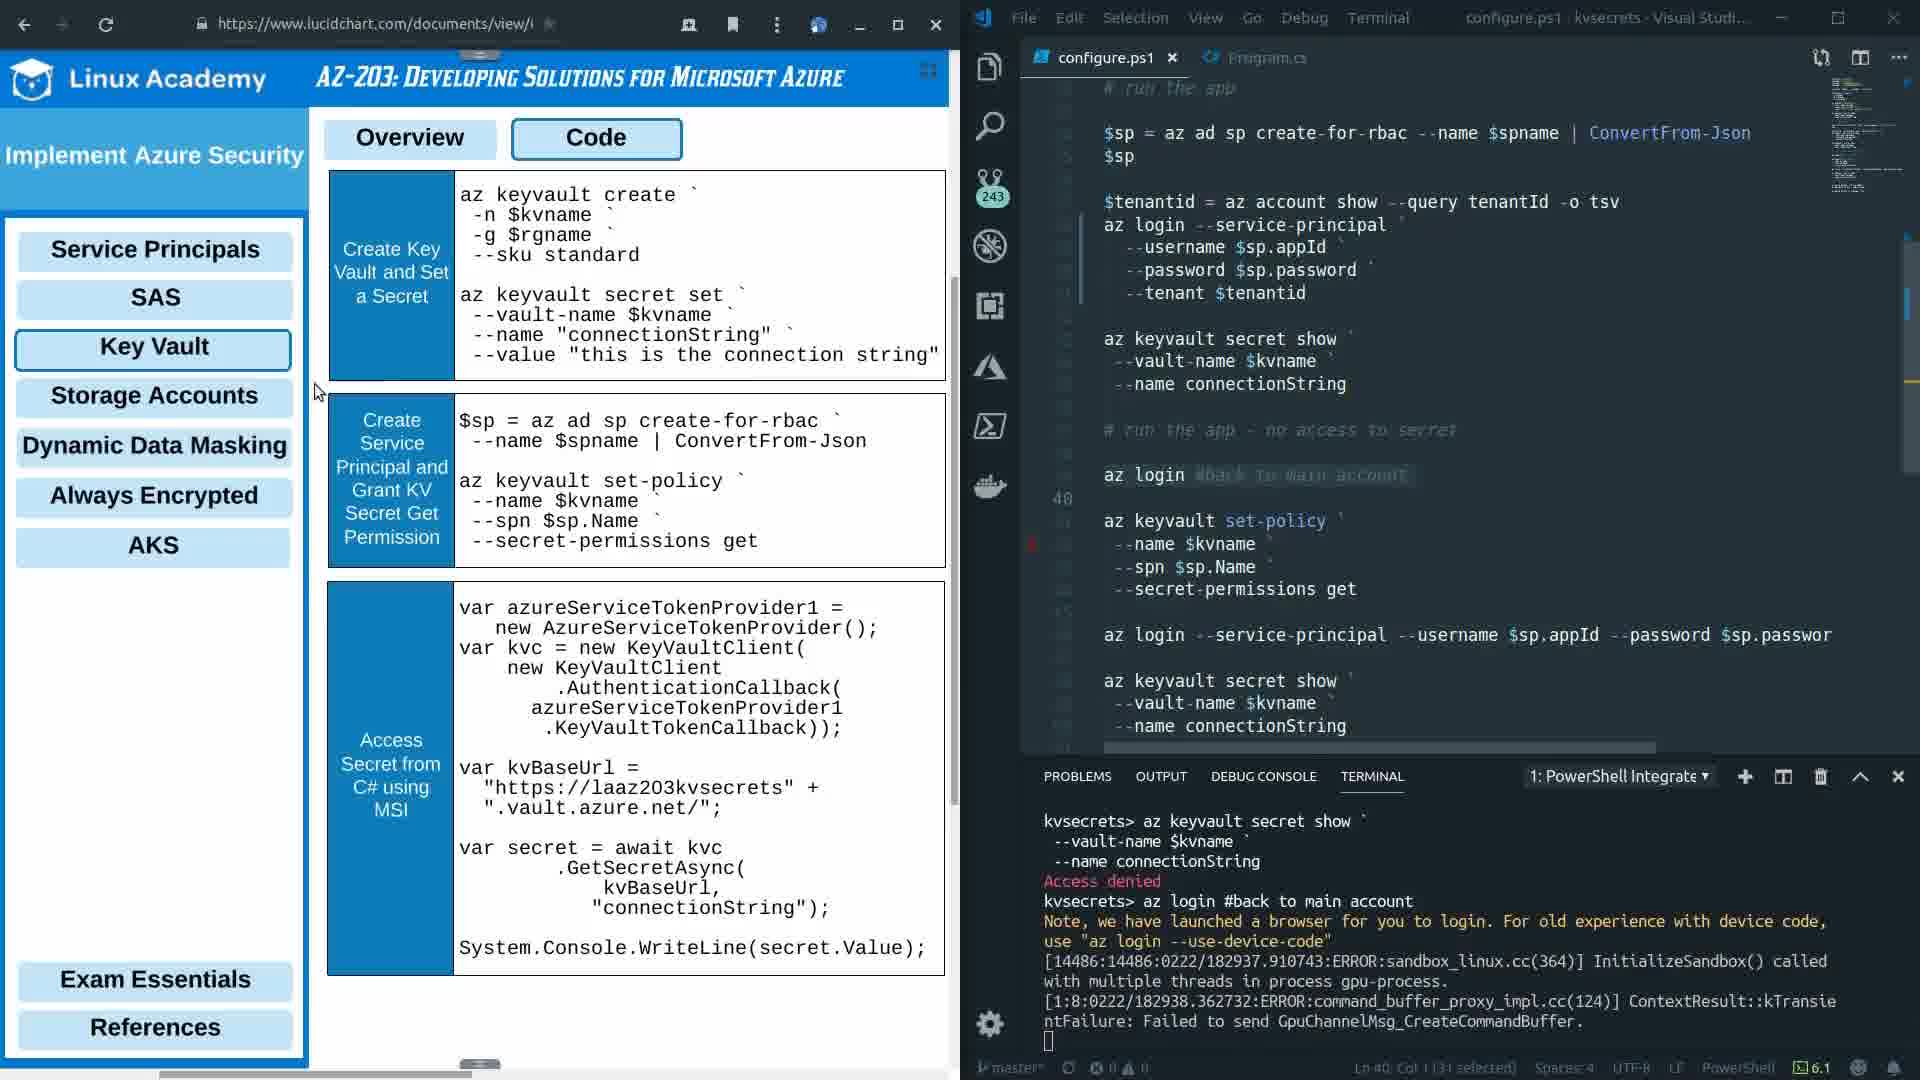 https://www.lucidchart.com/documents/view/
Linux Academy
AZ-203: Developing Solutions for Microsoft Azure
Implement Azure Security
Service Principals
SAS
Key Vault
Storage Accounts
Dynamic Data Masking
Always Encrypted
AKS
Exam Essentials
References
Overview
Code
Create Key
Vault and Set
a Secret
az keyvault create `
-n $kvname `
-g $rgname `
--sku standard
az keyvault secret set `
--vault-name $kvname `
--name "connectionString" `
--value "this is the connection string"
Create
Service
Principal and
Grant KV
Secret Get
Permission
$sp = az ad sp create-for-rbac `
--name $spname | ConvertFrom-Json
az keyvault set-policy `
--name $kvname `
--spn $sp.Name `
--secret-permissions get
Access
Secret from
C# using
MSI
var azureServiceTokenProvider1 =
new AzureServiceTokenProvider();
var kvc = new KeyVaultClient(
new KeyVaultClient
.AuthenticationCallback(
azureServiceTokenProvider1
.KeyVaultTokenCallback));
var kvBaseUrl =
"https://laaz203kvsecrets" +
".vault.azure.net/";
var secret = await kvc
.GetSecretAsync(
kvBaseUrl,
"connectionString");
System.Console.WriteLine(secret.Value);
File Edit Selection View Go Debug Terminal
configure.ps1 · kvsecrets - Visual Studi...
configure.ps1
Program.cs
243
# run the app
$sp = az ad sp create-for-rbac --name $spname | ConvertFrom-Json
$sp
$tenantid = az account show --query tenantId -o tsv
az login --service-principal `
--username $sp.appId `
--password $sp.password `
--tenant $tenantid
az keyvault secret show `
--vault-name $kvname `
--name connectionString
# run the app - no access to secret
az login #back to main account
40
az keyvault set-policy `
--name $kvname `
--spn $sp.Name `
--secret-permissions get
az login --service-principal --username $sp.appId --password $sp.passwor
az keyvault secret show `
--vault-name $kvname `
--name connectionString
PROBLEMS OUTPUT DEBUG CONSOLE TERMINAL
1: PowerShell Integrate
kvsecrets> az keyvault secret show `
--vault-name $kvname `
--name connectionString
Access denied
kvsecrets> az login #back to main account
Note, we have launched a browser for you to login. For old experience with device code,
use "az login --use-device-code"
[14486:14486:0222/182937.910743:ERROR:sandbox_linux.cc(364)] InitializeSandbox() called
with multiple threads in process gpu-process.
[1:8:0222/182938.362732:ERROR:command_buffer_proxy_impl.cc(124)] ContextResult::kTransie
ntFailure: Failed to send GpuChannelMsg_CreateCommandBuffer.
master* 0 0 Ln 40, Col 1 (31 selected) Spaces: 4 UTF-8 LF PowerShell 6.1